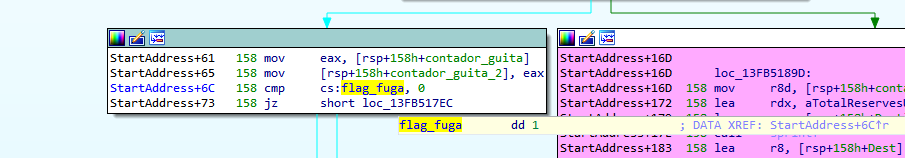 StartAddress+61 158 mov eax, [rsp+158h+contador_guita]
StartAddress+65 158 mov [rsp+158h+contador_guita_2], eax
StartAddress+6C 158 cmp cs:flag_fuga, 0
StartAddress+73 158 jz short loc_13FB517EC
StartAddress+16D
StartAddress+16D loc_13FB5189D:
StartAddress+16D 158 mov r8d, [rsp+158h+conta
StartAddress+172 158 lea rdx, aTotalReservesU
flag_fuga dd 1 ; DATA XREF: StartAddress+6C↑r
StartAddress+183 158 lea r8, [rsp+158h+Dest]